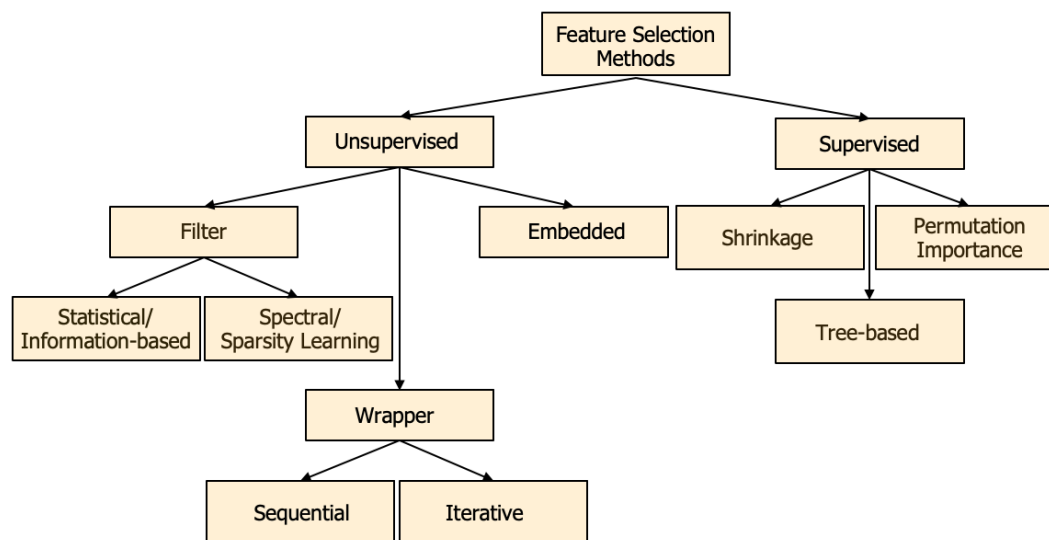 Feature Selection
Methods
Unsupervised
Supervised
Filter
Embedded
Shrinkage
Permutation
Importance
Statistical/
Information-based
Spectral/
Sparsity Learning
Tree-based
Wrapper
Sequential
Iterative